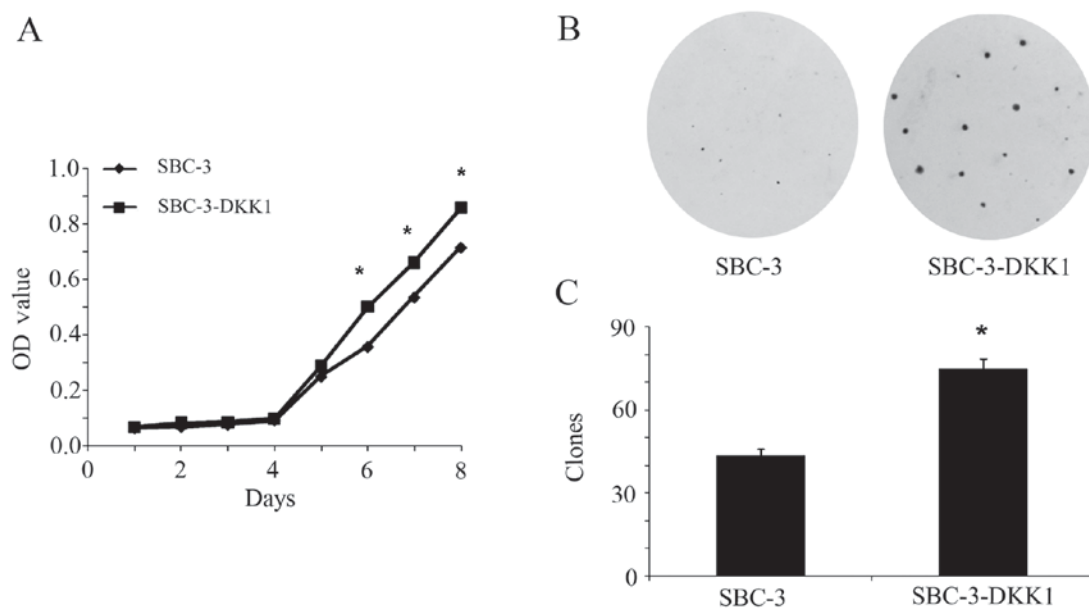 A
1.0
0.8
0.6
0.4
0.2
0.0
OD value
SBC-3
SBC-3-DKK1
*
*
*
0 2 4 6 8
Days
B
SBC-3 SBC-3-DKK1
C
90
60
30
0
Clones
*
SBC-3 SBC-3-DKK1